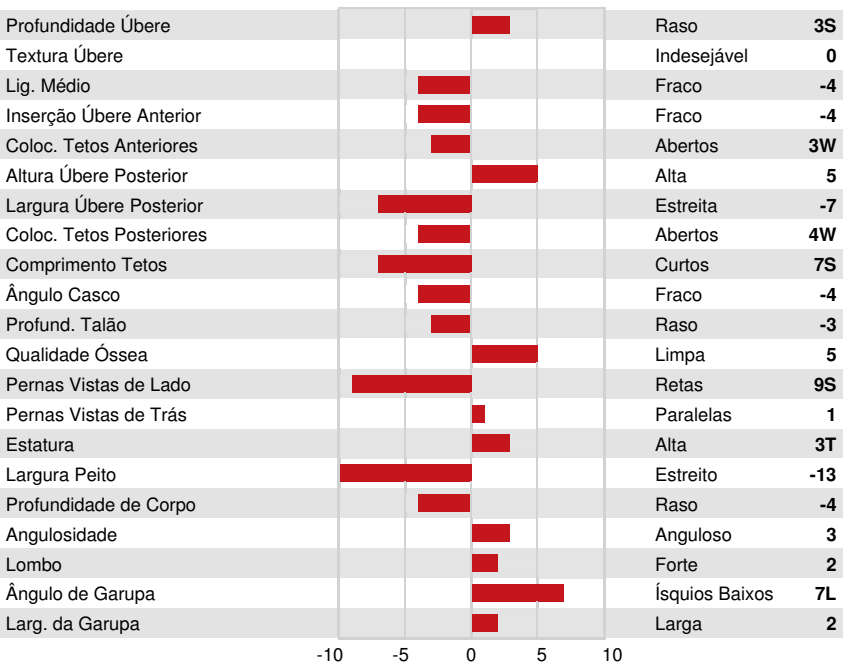 Profundidade Úbere Raso 3S
Textura Úbere Indesejável 0
Lig. Médio Fraco -4
Inserção Úbere Anterior Fraco -4
Coloc. Tetos Anteriores Abertos 3W
Altura Úbere Posterior Alta 5
Largura Úbere Posterior Estreita -7
Coloc. Tetos Posteriores Abertos 4W
Comprimento Tetos Curtos 7S
Ângulo Casco Fraco -4
Profund. Talão Raso -3
Qualidade Óssea Limpa 5
Pernas Vistas de Lado Retas 9S
Pernas Vistas de Trás Paralelas 1
Estatura Alta 3T
Largura Peito Estreito -13
Profundidade de Corpo Raso -4
Angulosidade Anguloso 3
Lombo Forte 2
Ângulo de Garupa Ísquios Baixos 7L
Larg. da Garupa Larga 2
-10 -5 0 5 10